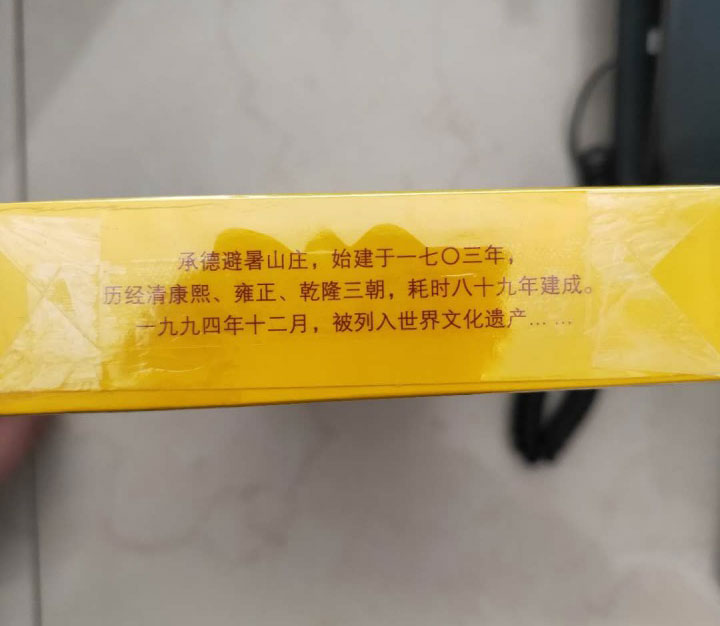 承德避暑山庄，始建于一七〇三年，
历经清康熙、雍正、乾隆三朝，耗时八十九年建成。
一九九四年十二月，被列入世界文化遗产... ...